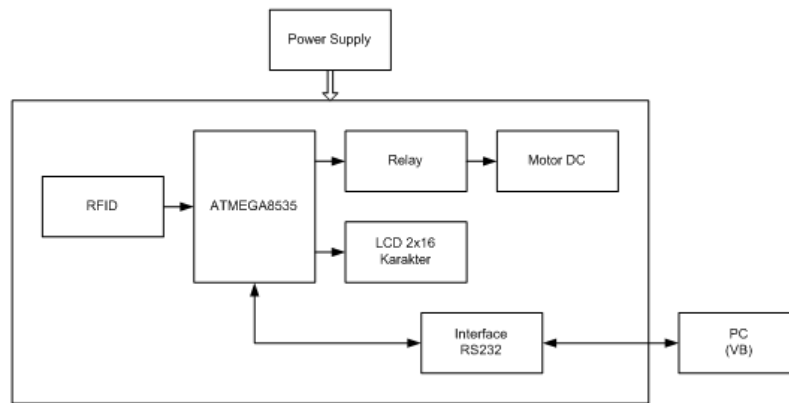 Power Supply
Relay
Motor DC
RFID
ATMEGA8535
LCD 2x16
Karakter
Interface
RS232
PC
(VB)